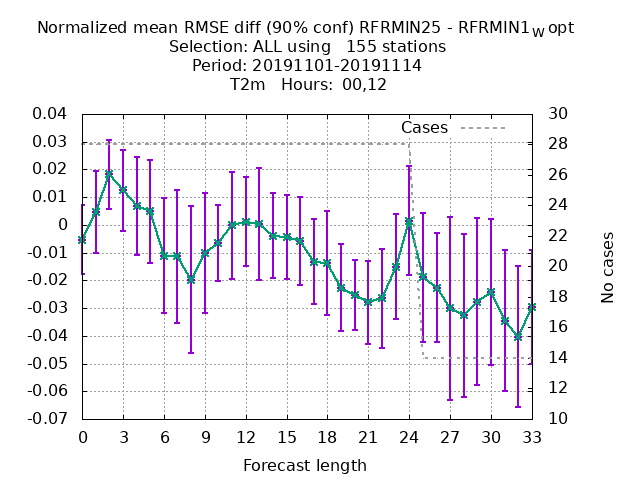 Normalized mean RMSE diff (90% conf) RFRMIN25 - RFRMIN1w opt
Selection: ALL using 155 stations
Period: 20191101-20191114
T2m Hours: 00,12
Cases
0.04
0.03
0.02
0.01
0
-0.01
-0.02
-0.03
-0.04
-0.05
-0.06
-0.07
30
28
26
24
22
20
18
16
14
12
10
No cases
0 3 6 9 12 15 18 21 24 27 30 33
Forecast length